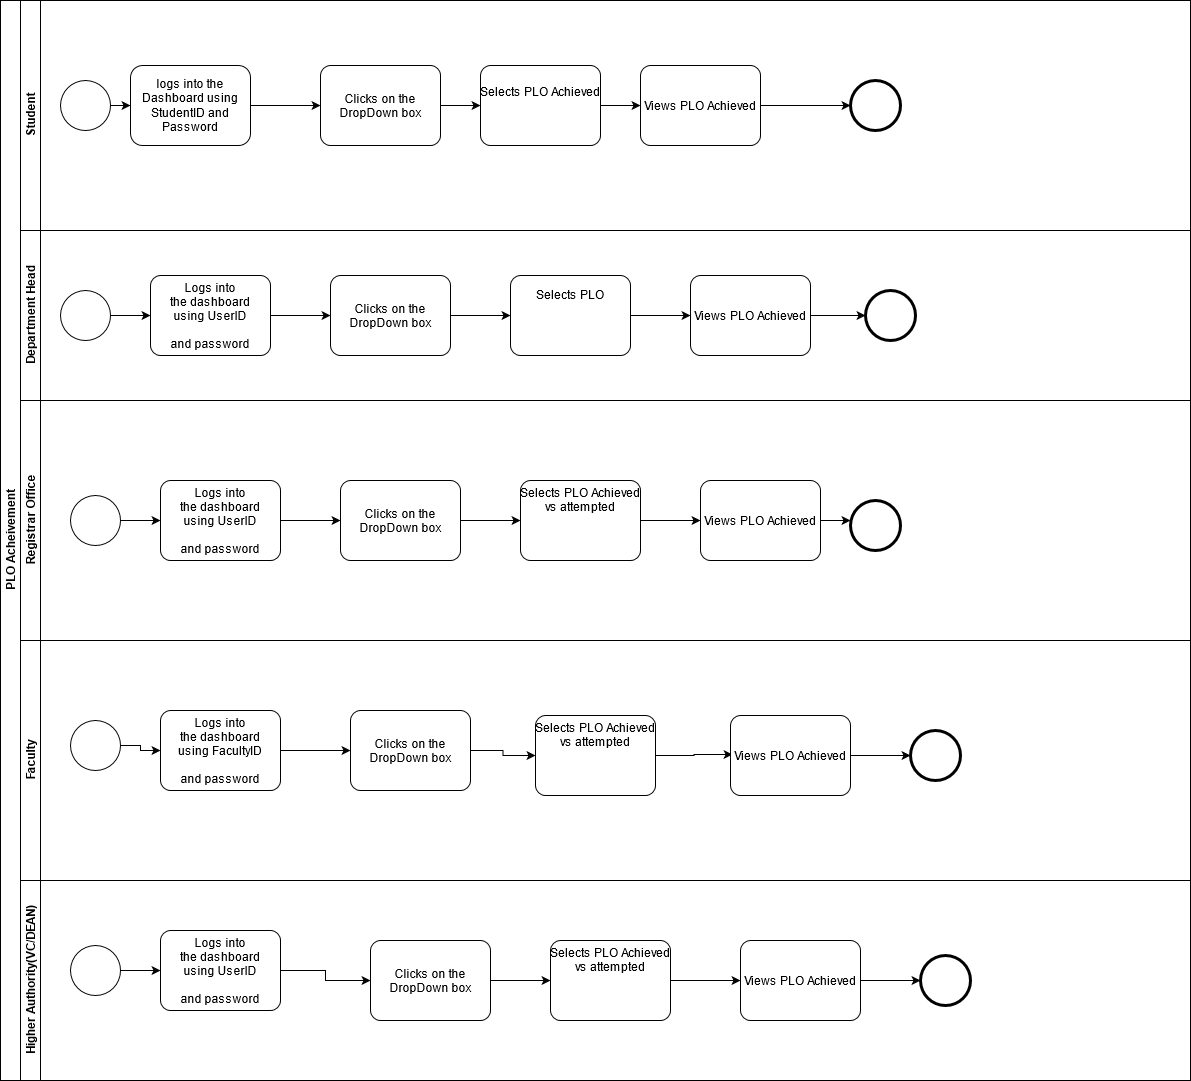 PLO Acheivement
Student
logs into the
Dashboard using
StudentID and
Password
Clicks on the
DropDown box
Selects PLO Achieved
Views PLO Achieved
Department Head
Logs into
the dashboard
using UserID
and password
Clicks on the
DropDown box
Selects PLO
Views PLO Achieved
Registrar Office
Logs into
the dashboard
using UserID
and password
Clicks on the
DropDown box
Selects PLO Achieved
vs attempted
Views PLO Achieved
Faculty
Logs into
the dashboard
using FacultyID
and password
Clicks on the
DropDown box
Selects PLO Achieved
vs attempted
Views PLO Achieved
Higher Authority(VC/DEAN)
Logs into
the dashboard
using UserID
and password
Clicks on the
DropDown box
Selects PLO Achieved
vs attempted
Views PLO Achieved